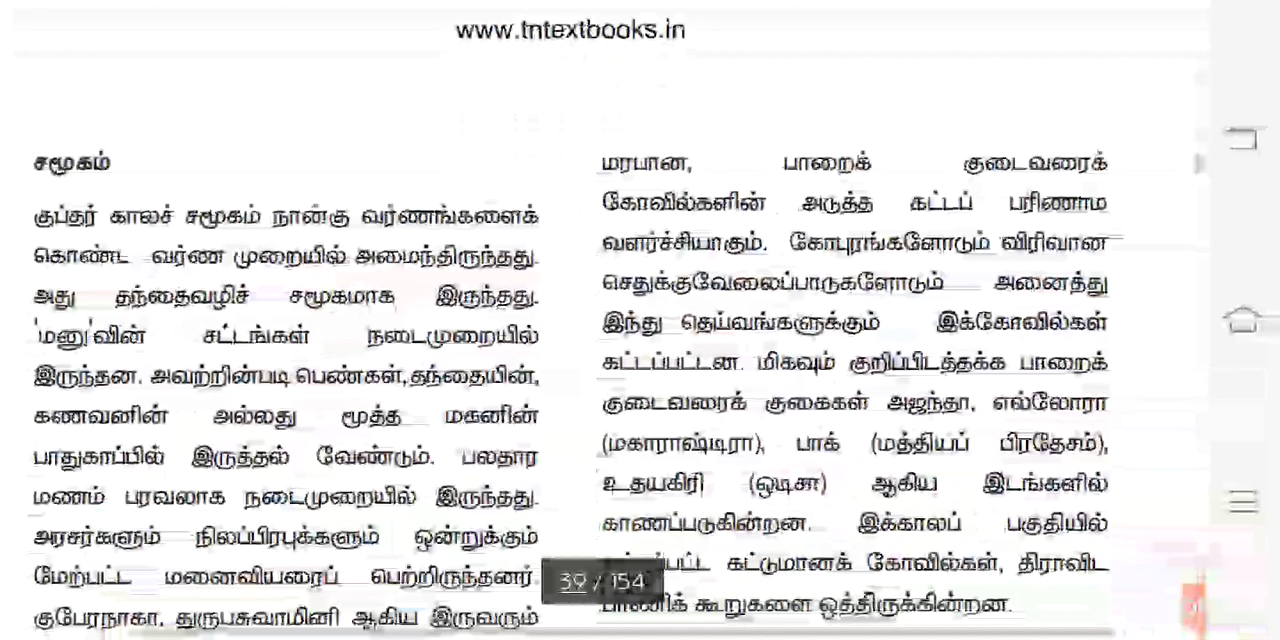 www.tntextbooks.in
சமூகம்
குப்தர் காலச் சமூகம் நான்கு வர்ணங்களைக்
கொண்ட வர்ண முறையில் அமைந்திருந்தது.
அது தந்தைவழிச் சமூகமாக இருந்தது.
'மனு'வின் சட்டங்கள் நடைமுறையில்
இருந்தன. அவற்றின்படி பெண்கள்,தந்தையின்,
கணவனின் அல்லது மூத்த மகனின்
பாதுகாப்பில் இருத்தல் வேண்டும். பலதார
மணம் பரவலாக நடைமுறையில் இருந்தது.
அரசர்களும் நிலப்பிரபுக்களும் ஒன்றுக்கும்
மேற்பட்ட மனைவியரைப் பெற்றிருந்தனர்.
குபேரநாகா, துருபசுவாமினி ஆகிய இருவரும்
மரபான, பாறைக் குடைவரைக்
கோவில்களின் அடுத்த கட்டப் பரிணாம
வளர்ச்சியாகும். கோபுரங்களோடும் விரிவான
செதுக்குவேலைப்பாடுகளோடும் அனைத்து
இந்து தெய்வங்களுக்கும் இக்கோவில்கள்
கட்டப்பட்டன. மிகவும் குறிப்பிடத்தக்க பாறைக்
குடைவரைக் குகைகள் அஜந்தா, எல்லோரா
(மகாராஷ்டிரா), பாக் (மத்தியப் பிரதேசம்),
உதயகிரி (ஒடிசா) ஆகிய இடங்களில்
காணப்படுகின்றன. இக்காலப் பகுதியில்
கட்டுமானக் கோவில்கள், திராவிட
கூறுகளை ஒத்திருக்கின்றன.
39 / 154